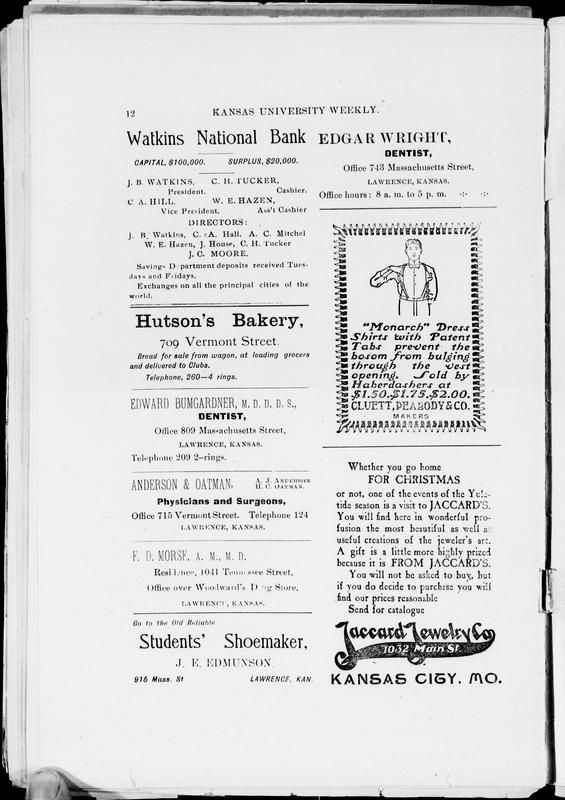 12
KANSAS UNIVERSITY WEEKLY.
Watkins National Bank
CAPITAL, $100,000. SURPLUS, $20,000.
J. B. WATKINS, C. H. TUCKER,
President. Cashier.
C. A. HILL. W. E. HAZEN,
Vice President. Ass't Cashier
DIRECTORS:
J. B. Watkins, C. A. Hall. A. C. Mitchel
W. E. Hazen, J. House, C. H. Tucker
J. C. MOORE.
Savings Department deposits received Tues-
days and Fridays.
Exchanges on all the principal cities of the
world.
Hutson's Bakery,
709 Vermont Street.
Bread for sale from wagon, at leading grocers
and delivered to Clubs.
Telephone, 260—4 rings.
EDWARD BUMGARDNER, M. D. D. D. S.,
DENTIST,
Office 809 Massachusetts Street,
LAWRENCE, KANSAS.
Telephone 209 2-rings.
ANDERSON & OATMAN, A. J. ANDERSON
H. C. OATMAN.
Physicians and Surgeons,
Office 715 Vermont Street. Telephone 124
LAWRENCE, KANSAS.
F. D. MORSE, A. M., M. D.
Residence, 1041 Tennessee Street,
Office over Woodward's Drug Store,
LAWRENCE, KANSAS.
Go to the Old Reliable
Students' Shoemaker,
J. E. EDMUNSON.
915 Mass. St LAWRENCE, KAN.
EDGAR WRIGHT,
DENTIST,
Office 743 Massachusetts Street,
LAWRENCE, KANSAS.
Office hours: 8 a. m. to 5 p. m. -:- -:-
"Monarch" Dress
Shirts with Patent
Tabs prevent the
bosom from bulging
through the vest
opening. Sold by
Haberdashers at
$1.50, $1.75, $2.00.
CLUETT, PEABODY & CO.
MAKERS
Whether you go home
FOR CHRISTMAS
or not, one of the events of the Yule-
tide season is a visit to JACCARD'S.
You will find here in wonderful pro-
fusion the most beautiful as well as
useful creations of the jeweler's art.
A gift is a little more highly prized
because it is FROM JACCARD'S.
You will not be asked to buy, but
if you do decide to purchase you will
find our prices reasonable
Send for catalogue
Jaccard Jewelry Co
1032 Main St.
KANSAS CITY. MO.